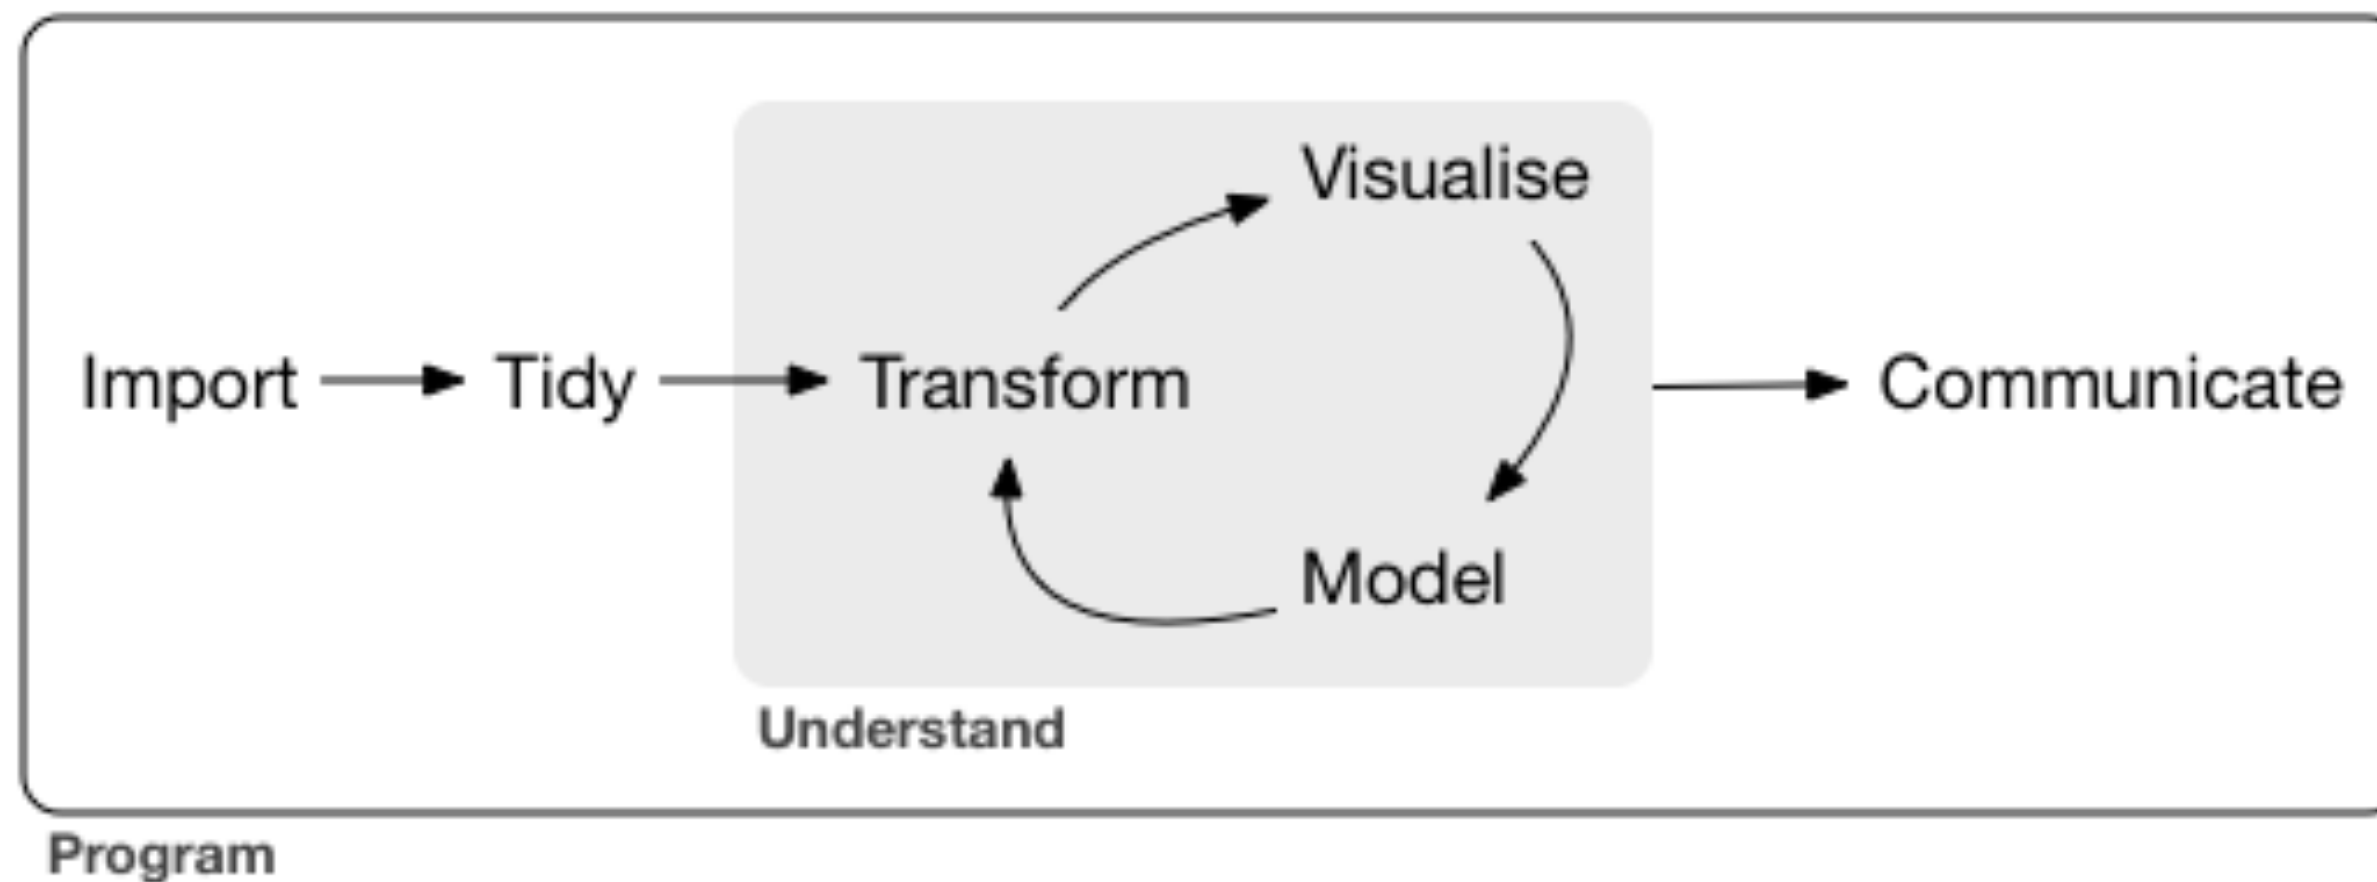 Visualise
Import Tidy Transform Communicate
Model
Understand
Program